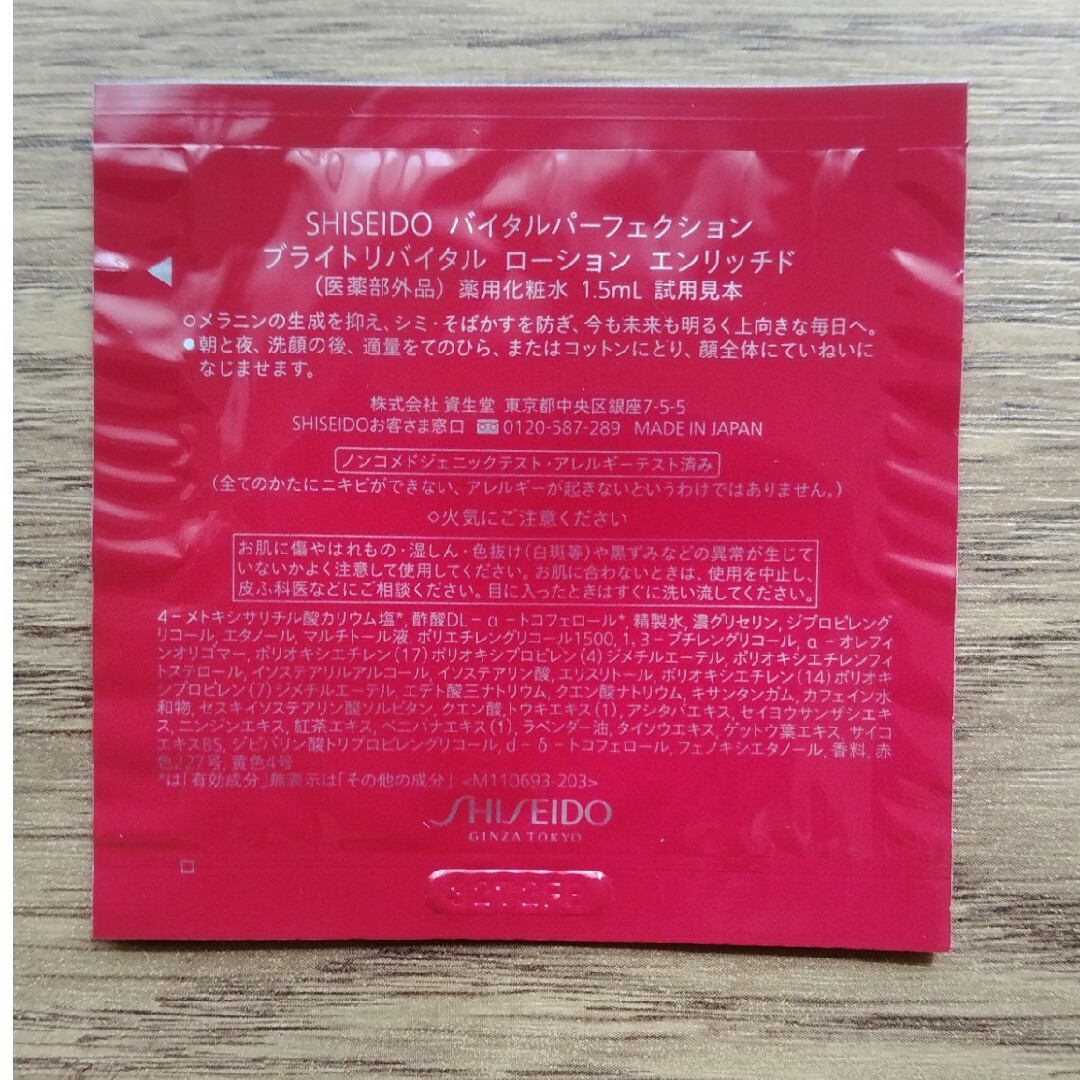 SHISEIDO バイタルパーフェクション
ブライトリバイタル ローション エンリッチド
(医薬部外品) 薬用化粧水 1.5mL 試用見本
○メラニンの生成を抑え、シミ・そばかすを防ぎ、今も未来も明るく上向きな毎日へ。
●朝と夜、洗顔の後、適量をてのひら、またはコットンにとり、顔全体にていねいに
なじませます。
株式会社 資生堂 東京都中央区銀座7-5-5
SHISEIDOお客さま窓口 0120-587-289 MADE IN JAPAN
ノンコメドジェニックテスト・アレルギーテスト済み
(全てのかたにニキビができない、アレルギーが起きないというわけではありません。)
◇火気にご注意ください
お肌に傷やはれもの・湿しん・色抜け(白斑等)や黒ずみなどの異常が生じて
いないかよく注意して使用してください。お肌に合わないときは、使用を中止し、
皮ふ科医などにご相談ください。目に入ったときはすぐに洗い流してください。
4-メトキシサリチル酸カリウム塩*, 酢酸DL-α-トコフェロール*, 精製水, 濃グリセリン, ジプロピレングリ
コール, エタノール, マルチトール液, ポリエチレングリコール1500, 1,3-ブチレングリコール, α-オレフィ
ンオリゴマー, ポリオキシエチレン(17)ポリオキシプロピレン(4)ジメチルエーテル, ポリオキシエチレンフィ
トステロール, イソステアリルアルコール, イソステアリン酸, エリスリトール, ポリオキシエチレン(14)ポリオキ
シプロピレン(7)ジメチルエーテル, エデト酸三ナトリウム, クエン酸ナトリウム, キサンタンガム, カフェイン水
和物, セスキイソステアリン酸ソルビタン, クエン酸, トウキエキス(1), アシタバエキス, セイヨウサンザシエキ
ス, ニンジンエキス, 紅茶エキス, ベニバナエキス(1), ラベンダー油, タイソウエキス, ゲットウ葉エキス, サイコ
エキスBS, ジピバリン酸トリプロピレングリコール, d-δ-トコフェロール, フェノキシエタノール, 香料, 赤
色227号, 黄色4号
*は「有効成分」無表示は「その他の成分」 <M110693-203>
SHISEIDO
GINZA TOKYO